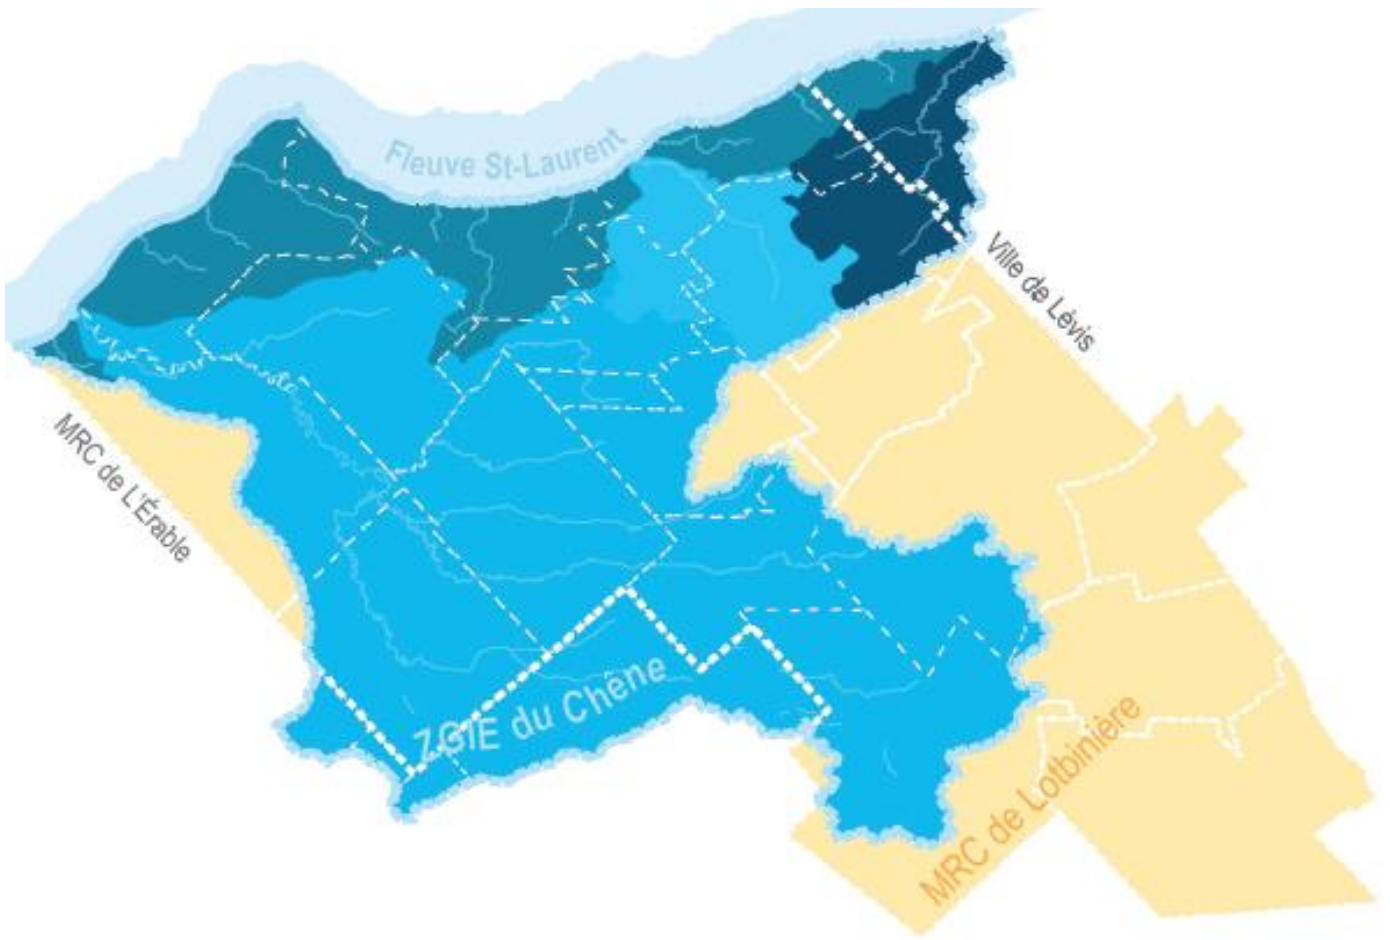 Fleuve St-Laurent
Ville de Lévis
MRC de L'Érable
ZGIE du Chêne
MRC de Lotbinière